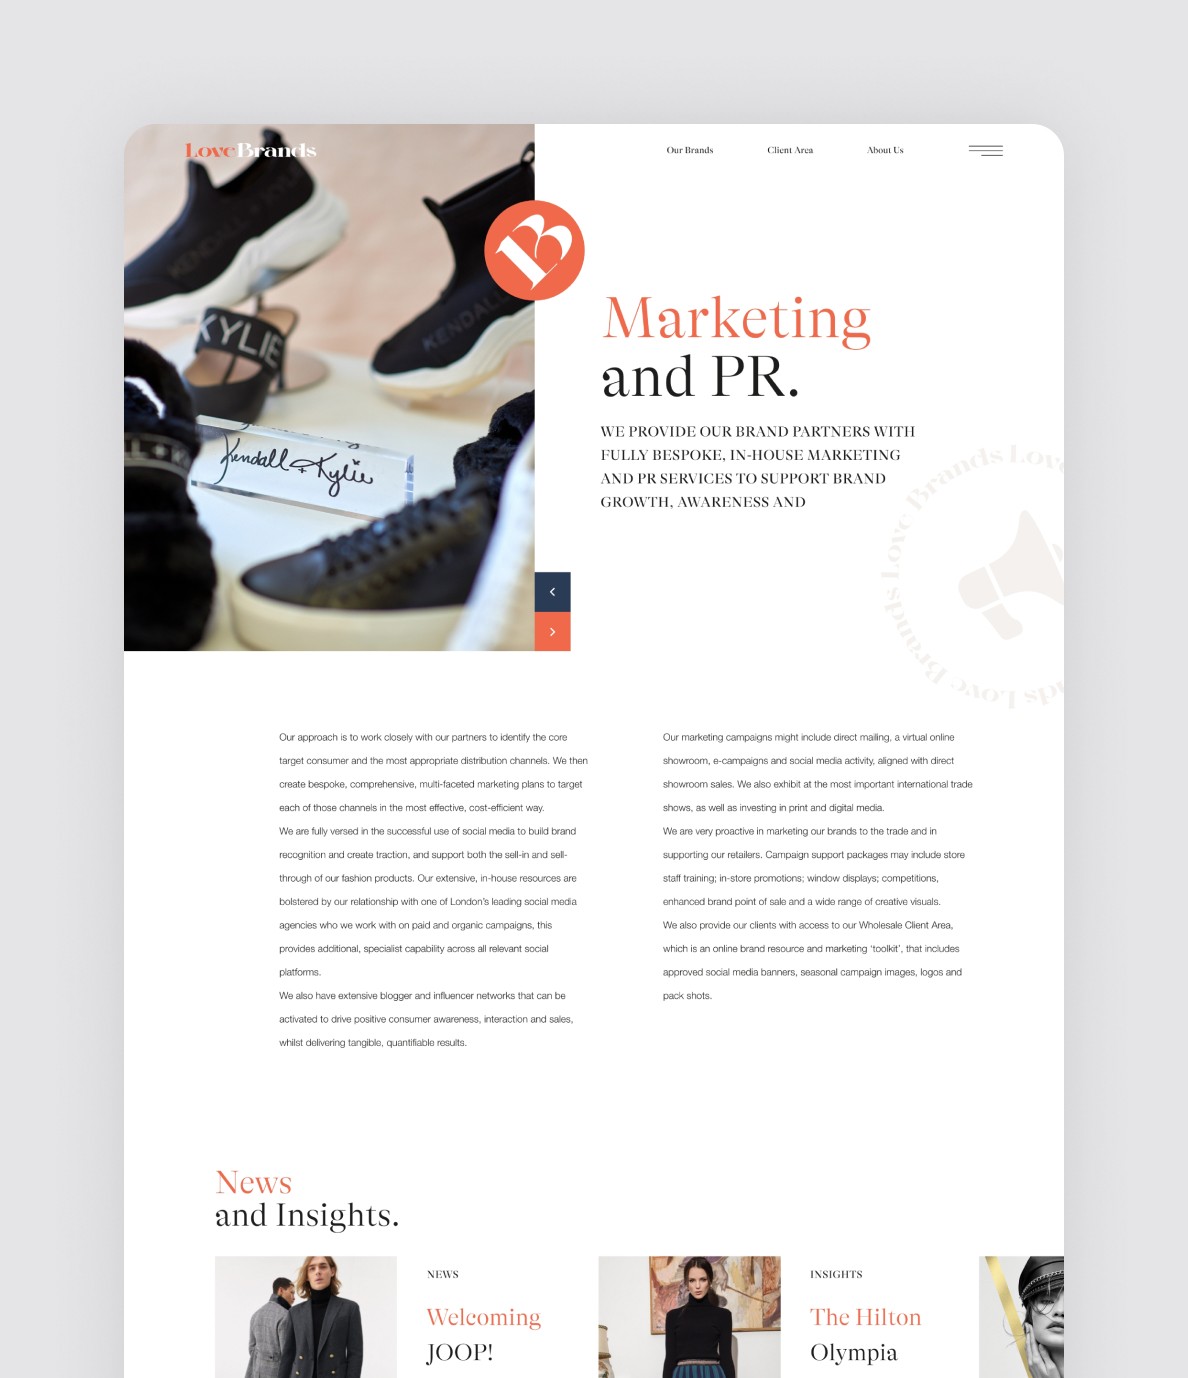 LoveBrands
Our Brands
Client Area
About Us
B
KENDALL
KYLIE
KENDALL
Kendall + Kylie
Marketing
and PR.
WE PROVIDE OUR BRAND PARTNERS WITH
FULLY BESPOKE, IN-HOUSE MARKETING
AND PR SERVICES TO SUPPORT BRAND
GROWTH, AWARENESS AND
Love Brands Love Brands Love Brands Love
Our approach is to work closely with our partners to identify the core
target consumer and the most appropriate distribution channels. We then
create bespoke, comprehensive, multi-faceted marketing plans to target
each of those channels in the most effective, cost-efficient way.
We are fully versed in the successful use of social media to build brand
recognition and create traction, and support both the sell-in and sell-
through of our fashion products. Our extensive, in-house resources are
bolstered by our relationship with one of London's leading social media
agencies who we work with on paid and organic campaigns, this
provides additional, specialist capability across all relevant social
platforms.
We also have extensive blogger and influencer networks that can be
activated to drive positive consumer awareness, interaction and sales,
whilst delivering tangible, quantifiable results.
Our marketing campaigns might include direct mailing, a virtual online
showroom, e-campaigns and social media activity, aligned with direct
showroom sales. We also exhibit at the most important international trade
shows, as well as investing in print and digital media.
We are very proactive in marketing our brands to the trade and in
supporting our retailers. Campaign support packages may include store
staff training; in-store promotions; window displays; competitions,
enhanced brand point of sale and a wide range of creative visuals.
We also provide our clients with access to our Wholesale Client Area,
which is an online brand resource and marketing ‘toolkit’, that includes
approved social media banners, seasonal campaign images, logos and
pack shots.
News
and Insights.
NEWS
Welcoming
JOOP!
INSIGHTS
The Hilton
Olympia